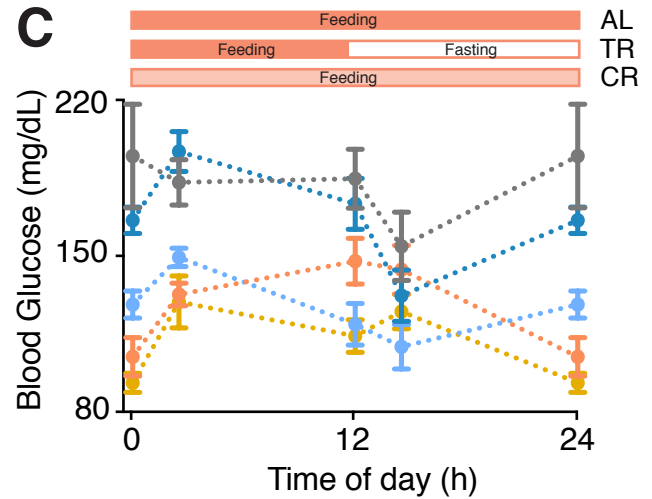 C
Feeding AL
Feeding Fasting TR
Feeding CR
Blood Glucose (mg/dL)
220
150
80
0 12 24
Time of day (h)